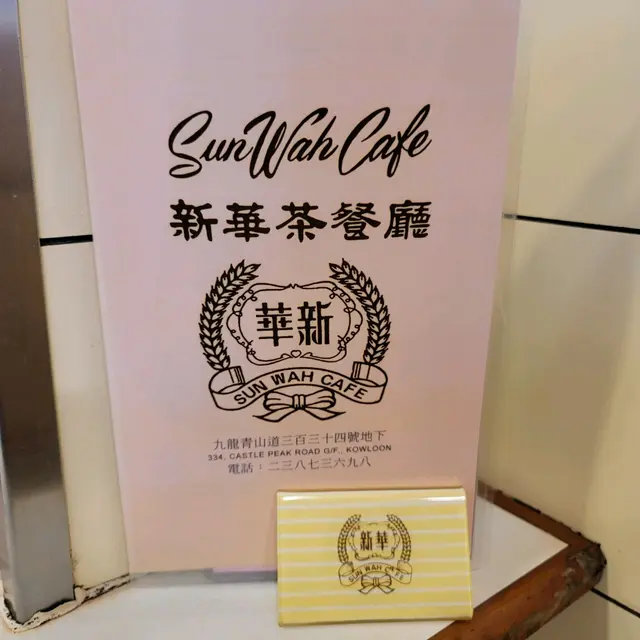 Sun Wah Cafe
新華茶餐廳
華新
SUN WAH CAFE
九龍青山道三百三十四號地下
334, CASTLE PEAK ROAD G/F., KOWLOON
電話：二三八七三六九八
新華
SUN WAH CAFE